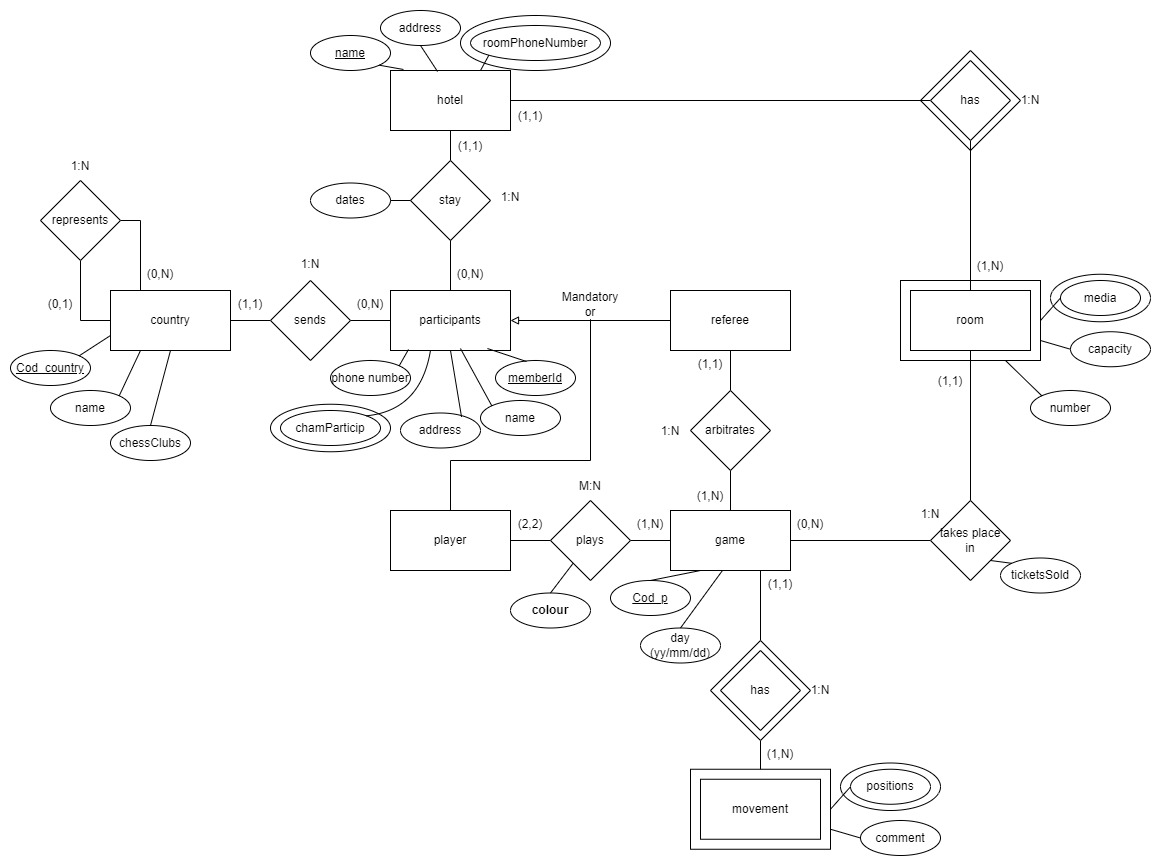 address
roomPhoneNumber
name
hotel
has
1:N
(1,1)
(1,1)
1:N
dates
stay
1:N
represents
(0,N)
(0,N)
(1,N)
1:N
(0,1)
(1,1)
(0,N)
Mandatory
or
media
country
sends
participants
referee
room
capacity
(1,1)
(1,1)
Cod_country
phone number
memberId
name
number
name
chamParticip
address
arbitrates
1:N
chessClubs
M:N
(1,N)
1:N
(2,2)
(1,N)
(0,N)
player
plays
game
takes place
in
ticketsSold
(1,1)
colour
Cod_p
day
(yy/mm/dd)
has
1:N
(1,N)
positions
movement
comment